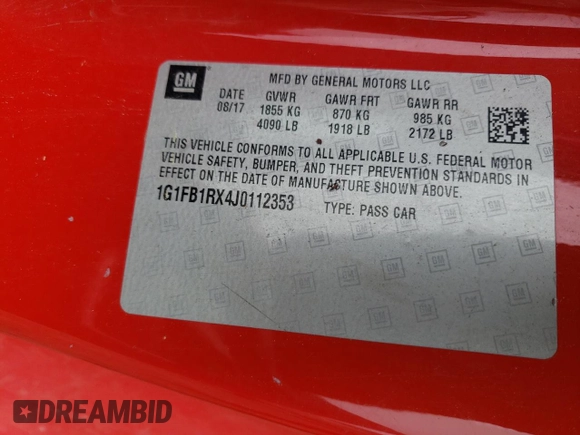 GM
MFD BY GENERAL MOTORS LLC
DATE GVWR GAWR FRT GAWR RR
08/17 1855 KG 870 KG 985 KG
4090 LB 1918 LB 2172 LB
THIS VEHICLE CONFORMS TO ALL APPLICABLE U.S. FEDERAL MOTOR
VEHICLE SAFETY, BUMPER, AND THEFT PREVENTION STANDARDS IN
EFFECT ON THE DATE OF MANUFACTURE SHOWN ABOVE.
1G1FB1RX4J0112353 TYPE: PASS CAR
DREAMBID